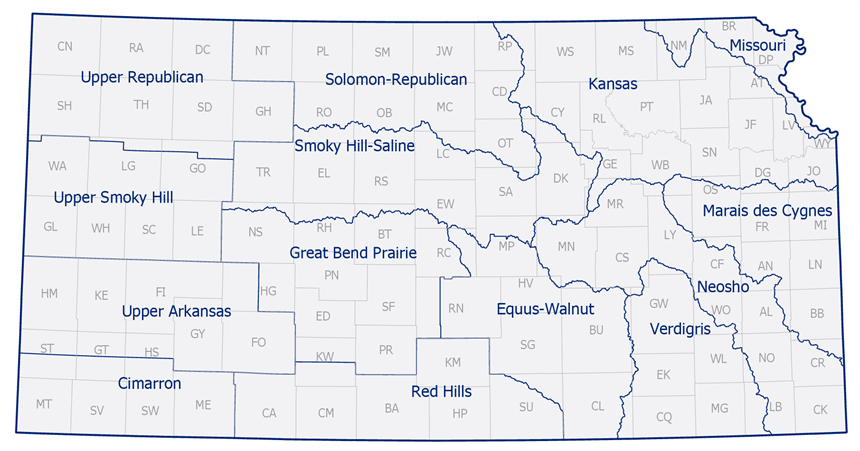 BR
CN RA DC NT PL SM JW RP WS MS NM Missouri
DP
Upper Republican Solomon-Republican Kansas AT
SH TH SD GH RO OB MC CD CY RL PT JA
JF LV
WY
Smoky Hill-Saline OT
WA LG GO TR EL RS LC DK GE WB SN DG JO
Upper Smoky Hill EW SA MR OS
Marais des Cygnes
GL WH SC LE NS RH BT RC MP MN CS LY FR MI
Great Bend Prairie
HM KE FI HG PN HV CF AN LN
Neosho
Upper Arkansas ED SF RN Equus-Walnut GW WO AL BB
GY Verdigris
ST GT HS FO KW PR SG BU WL NO CR
KM
Cimarron Red Hills EK
MT SV SW ME CA CM BA HP SU CL CQ MG LB CK